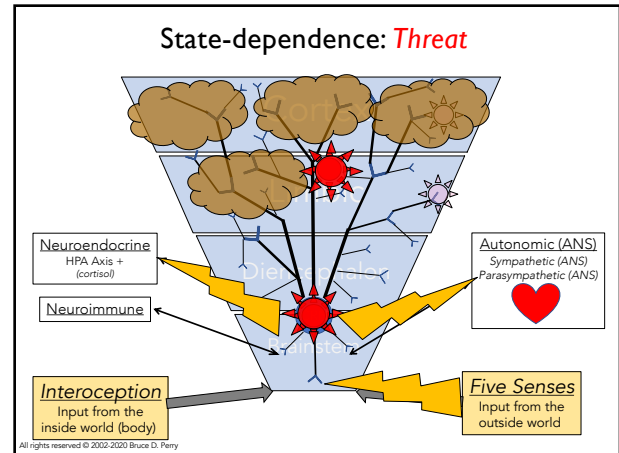 State-dependence: Threat
Cortex
Limbic
Neuroendocrine
HPA Axis +
(cortisol)
Autonomic (ANS)
Sympathetic (ANS)
Parasympathetic (ANS)
Diencephalon
Neuroimmune
Brainstem
Interoception
Input from the
inside world (body)
Five Senses
Input from the
outside world
All rights reserved © 2002-2020 Bruce D. Perry